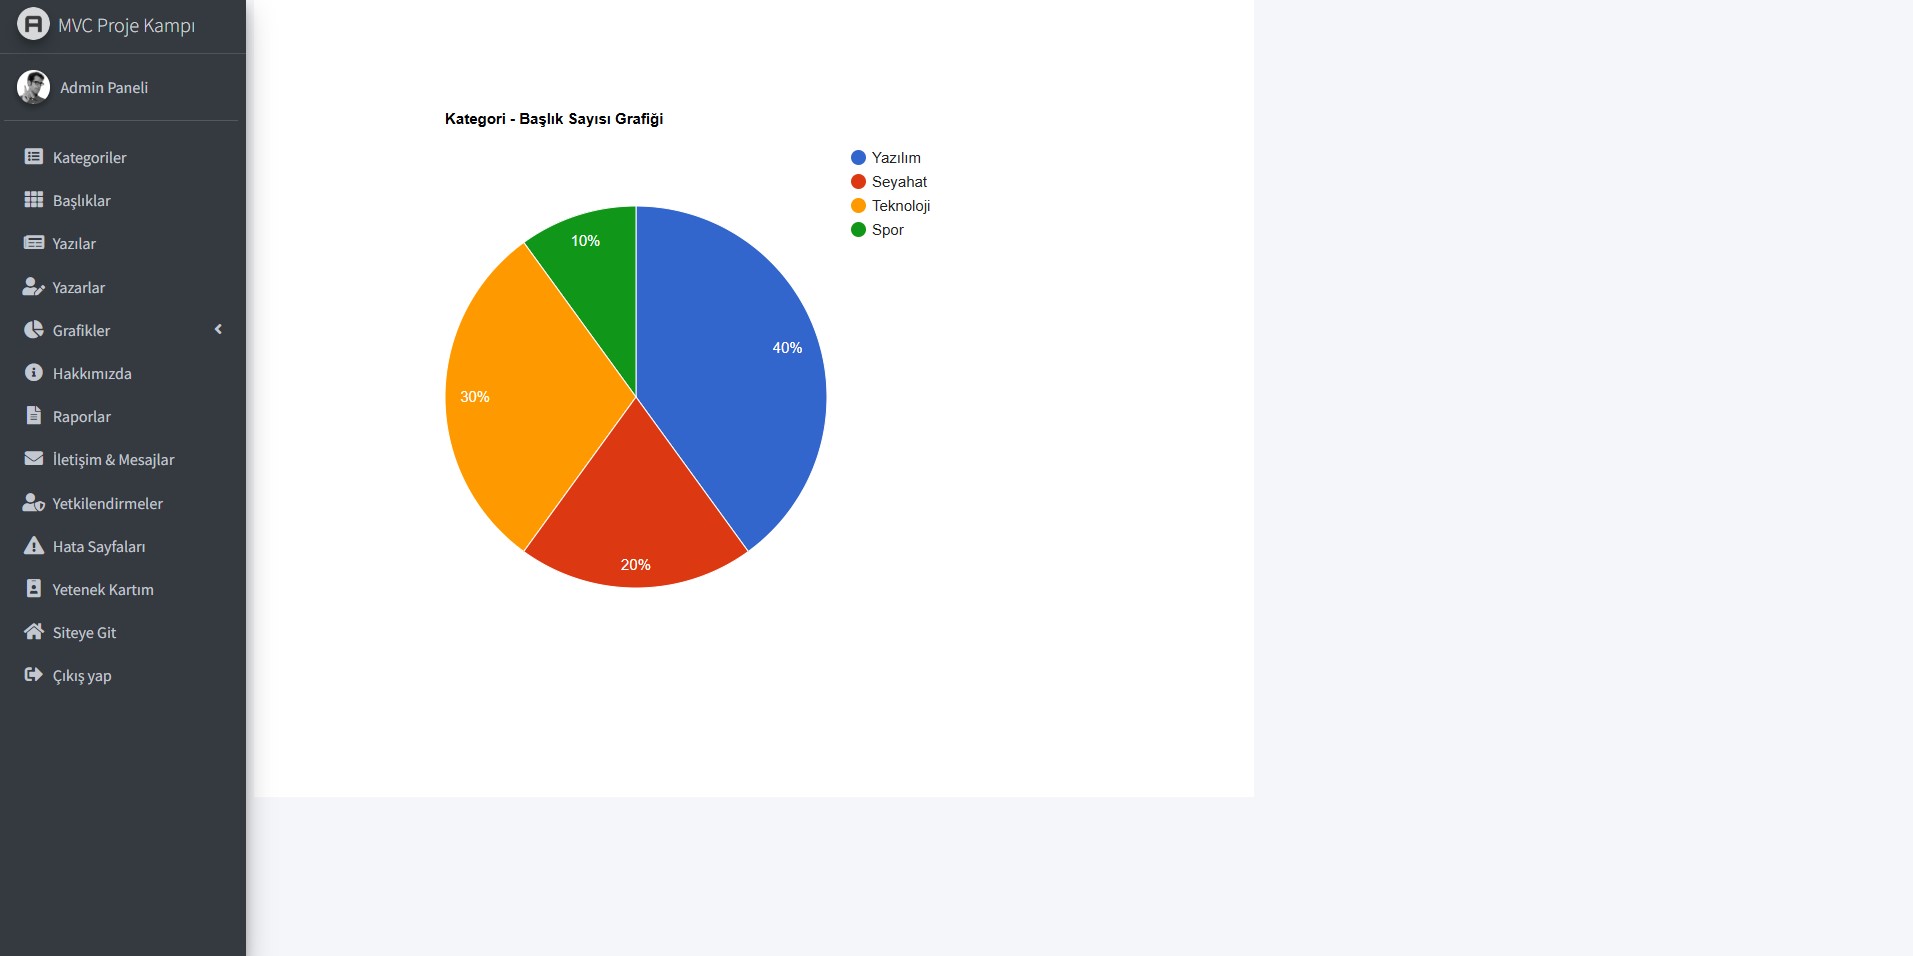 MVC Proje Kampı
Admin Paneli
Kategoriler
Başlıklar
Yazılar
Yazarlar
Grafikler
Hakkımızda
Raporlar
İletişim & Mesajlar
Yetkilendirmeler
Hata Sayfaları
Yetenek Kartım
Siteye Git
Çıkış yap
Kategori - Başlık Sayısı Grafiği
Yazılım
Seyahat
Teknoloji
Spor
10%
40%
30%
20%